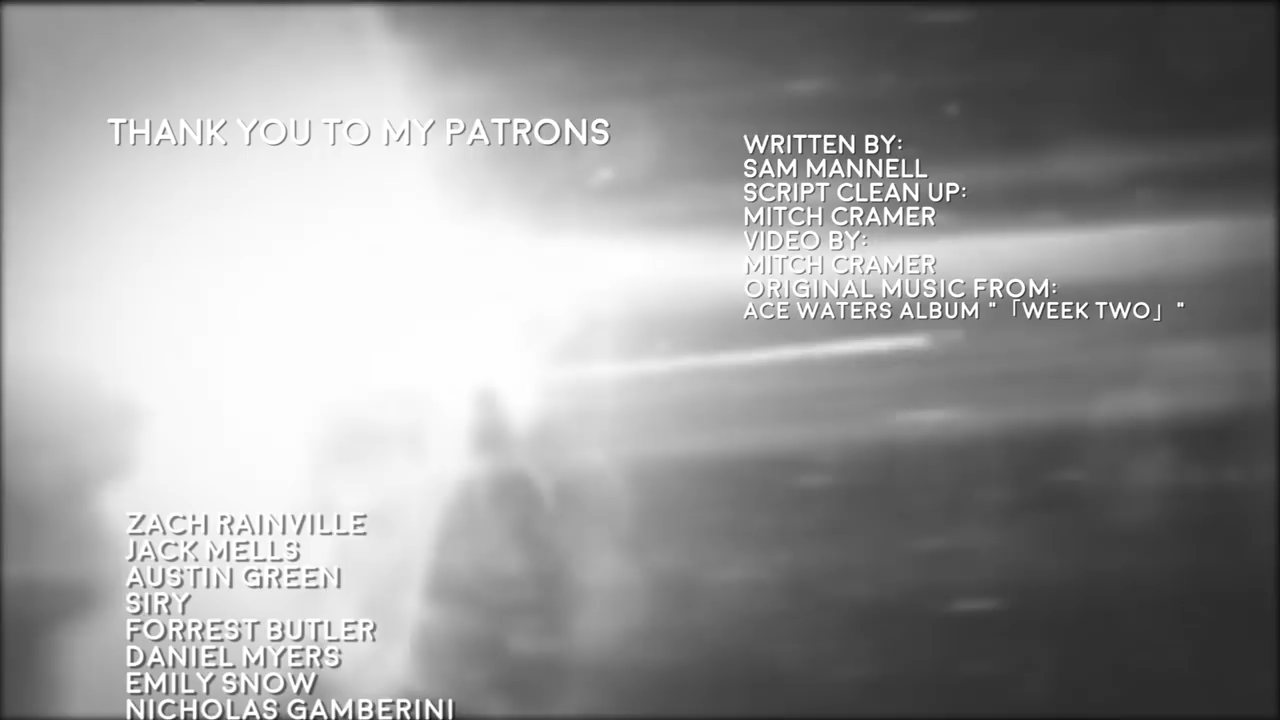 THANK YOU TO MY PATRONS
WRITTEN BY:
SAM MANNELL
SCRIPT CLEAN UP:
MITCH CRAMER
VIDEO BY:
MITCH CRAMER
ORIGINAL MUSIC FROM:
ACE WATERS ALBUM "「WEEK TWO」"
ZACH RAINVILLE
JACK MELLS
AUSTIN GREEN
SIRY
FORREST BUTLER
DANIEL MYERS
EMILY SNOW
NICHOLAS GAMBERINI